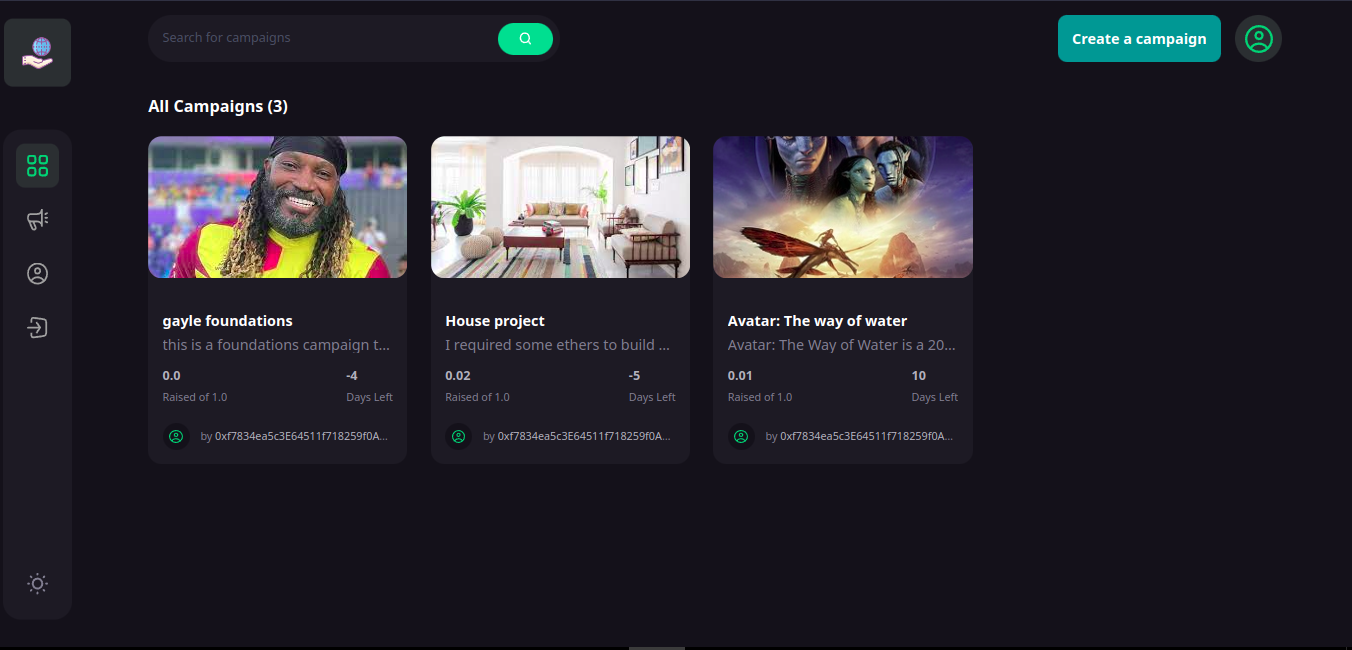 Search for campaigns
Create a campaign
All Campaigns (3)
gayle foundations
this is a foundations campaign t...
0.0
-4
Raised of 1.0
Days Left
by 0xf7834ea5c3E64511f718259f0A...
House project
I required some ethers to build ...
0.02
-5
Raised of 1.0
Days Left
by 0xf7834ea5c3E64511f718259f0A...
Avatar: The way of water
Avatar: The Way of Water is a 20...
0.01
10
Raised of 1.0
Days Left
by 0xf7834ea5c3E64511f718259f0A...